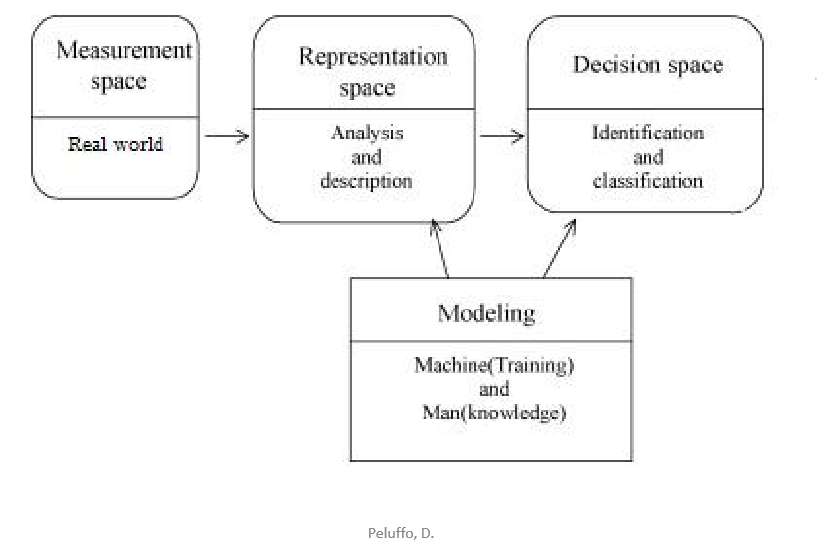 Measurement
space
Real world
Representation
space
Analysis
and
description
Decision space
Identification
and
classification
Modeling
Machine(Training)
and
Man(knowledge)
Peluffo, D.